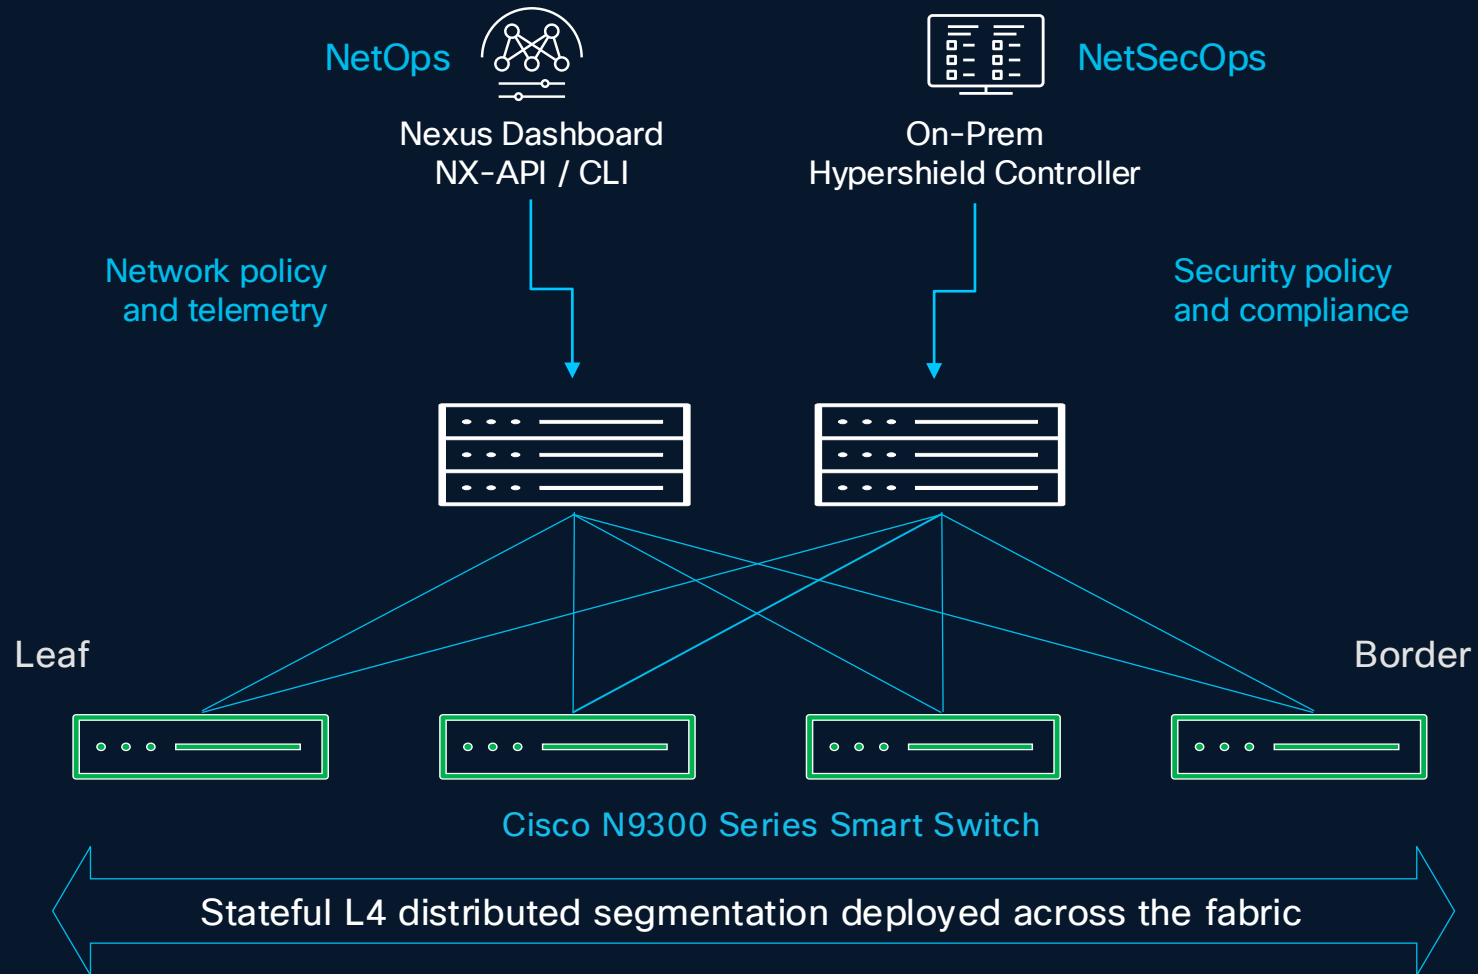 NetOps
NetSecOps
Nexus Dashboard
NX-API / CLI
On-Prem
Hypershield Controller
Network policy
and telemetry
Security policy
and compliance
Leaf
Border
Cisco N9300 Series Smart Switch
Stateful L4 distributed segmentation deployed across the fabric